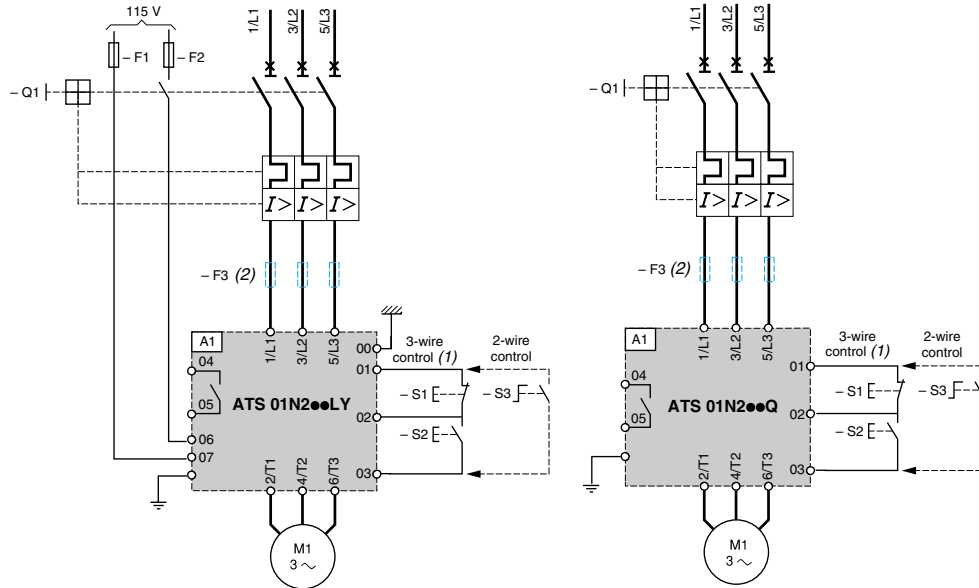 115 V
– F1
– F2
1/L1
3/L2
5/L3
– Q1
I>
I>
I>
– F3 (2)
A1
1/L1
3/L2
5/L3
00
01
02
03
04
05
06
07
ATS 01N2●●LY
2/T1
4/T2
6/T3
M1
3 ~
3-wire
control (1)
2-wire
control
– S1
– S2
– S3
1/L1
3/L2
5/L3
– Q1
I>
I>
I>
– F3 (2)
A1
1/L1
3/L2
5/L3
01
02
03
04
05
ATS 01N2●●Q
2/T1
4/T2
6/T3
M1
3 ~
3-wire
control (1)
2-wire
control
– S1
– S2
– S3